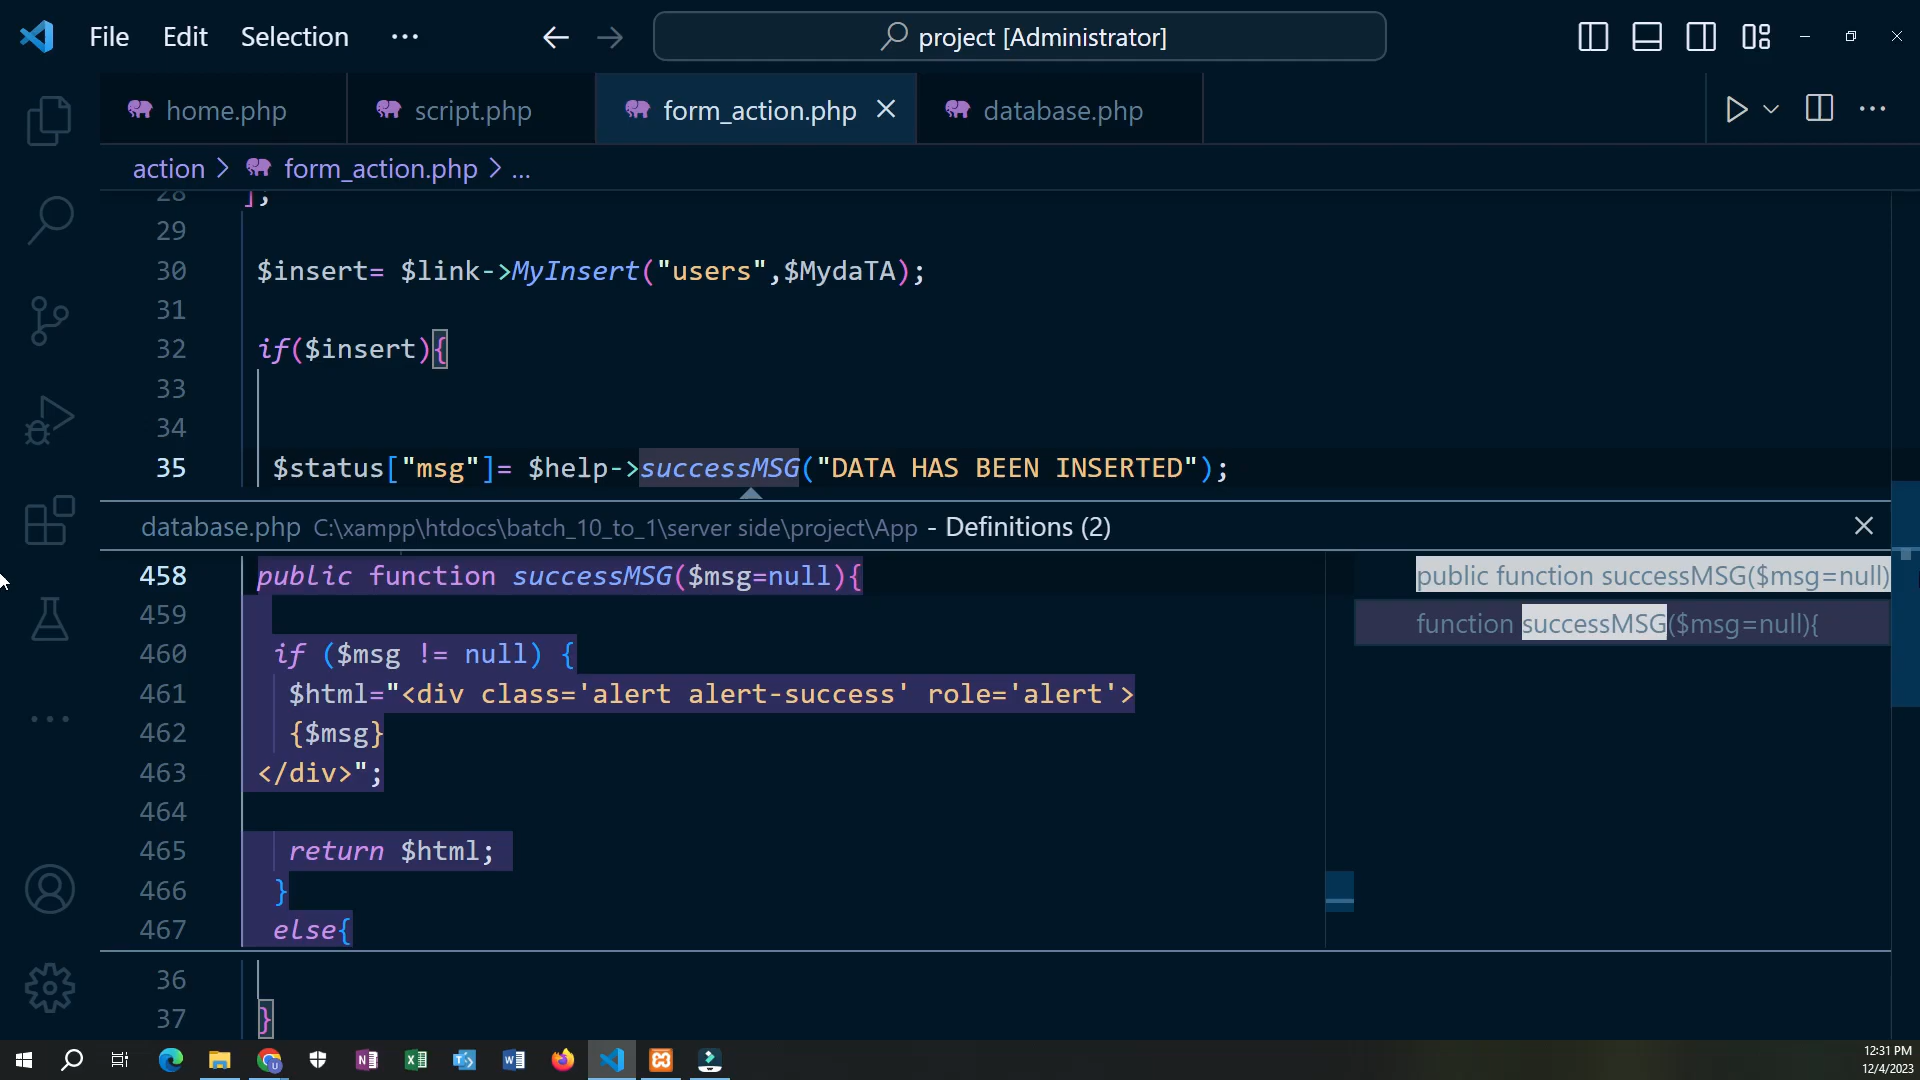 File Edit Selection ···
project [Administrator]
home.php script.php form_action.php database.php
action > form_action.php > ...
28 ];
29
30 $insert= $link->MyInsert("users",$MydaTA);
31
32 if($insert){
33
34
35 $status["msg"]= $help->successMSG("DATA HAS BEEN INSERTED");
database.php C:\xampp\htdocs\batch_10_to_1\server side\project\App - Definitions (2)
458 public function successMSG($msg=null){
459
460 if ($msg != null) {
461 $html="<div class='alert alert-success' role='alert'>
462 {$msg}
463 </div>";
464
465 return $html;
466 }
467 else{
public function successMSG($msg=null)
function successMSG($msg=null){
36
37 }
12:31 PM
12/4/2023